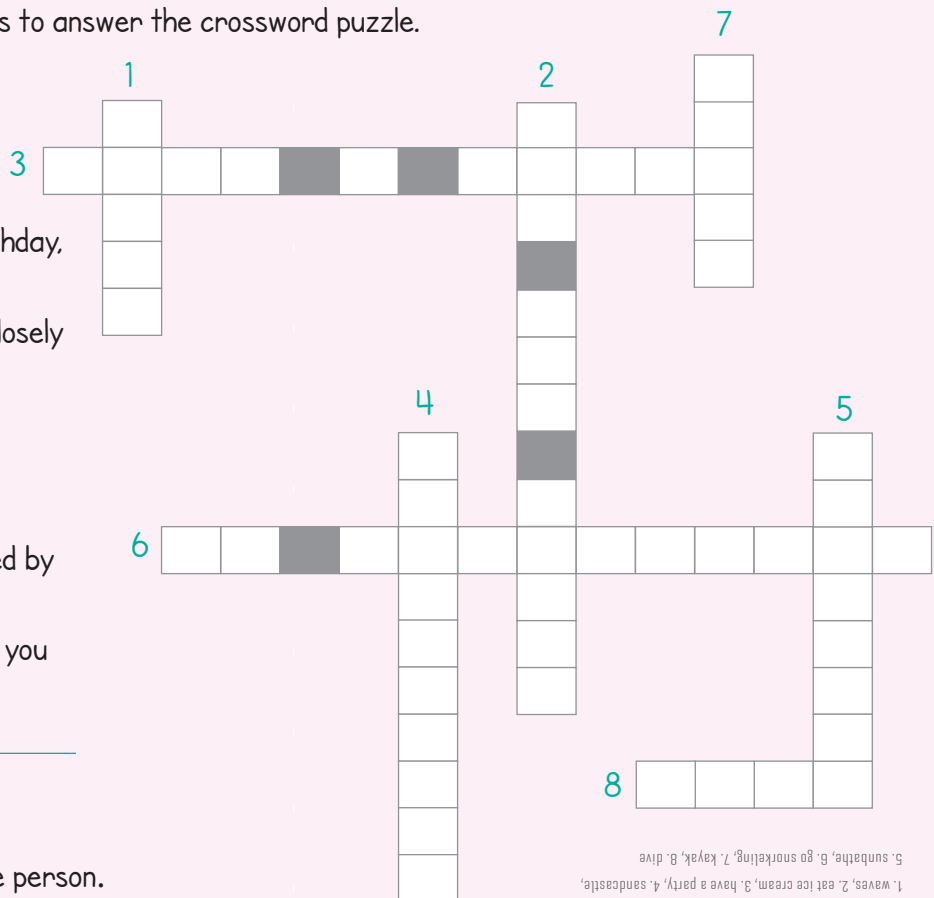 s to answer the crossword puzzle.
7
1
2
3
hday,
losely
4
5
6
ed by
you
8
e person.
1. waves, 2. eat ice cream, 3. have a party, 4. sandcastle,
5. sunbathe, 6. go snorkeling, 7. kayak, 8. dive